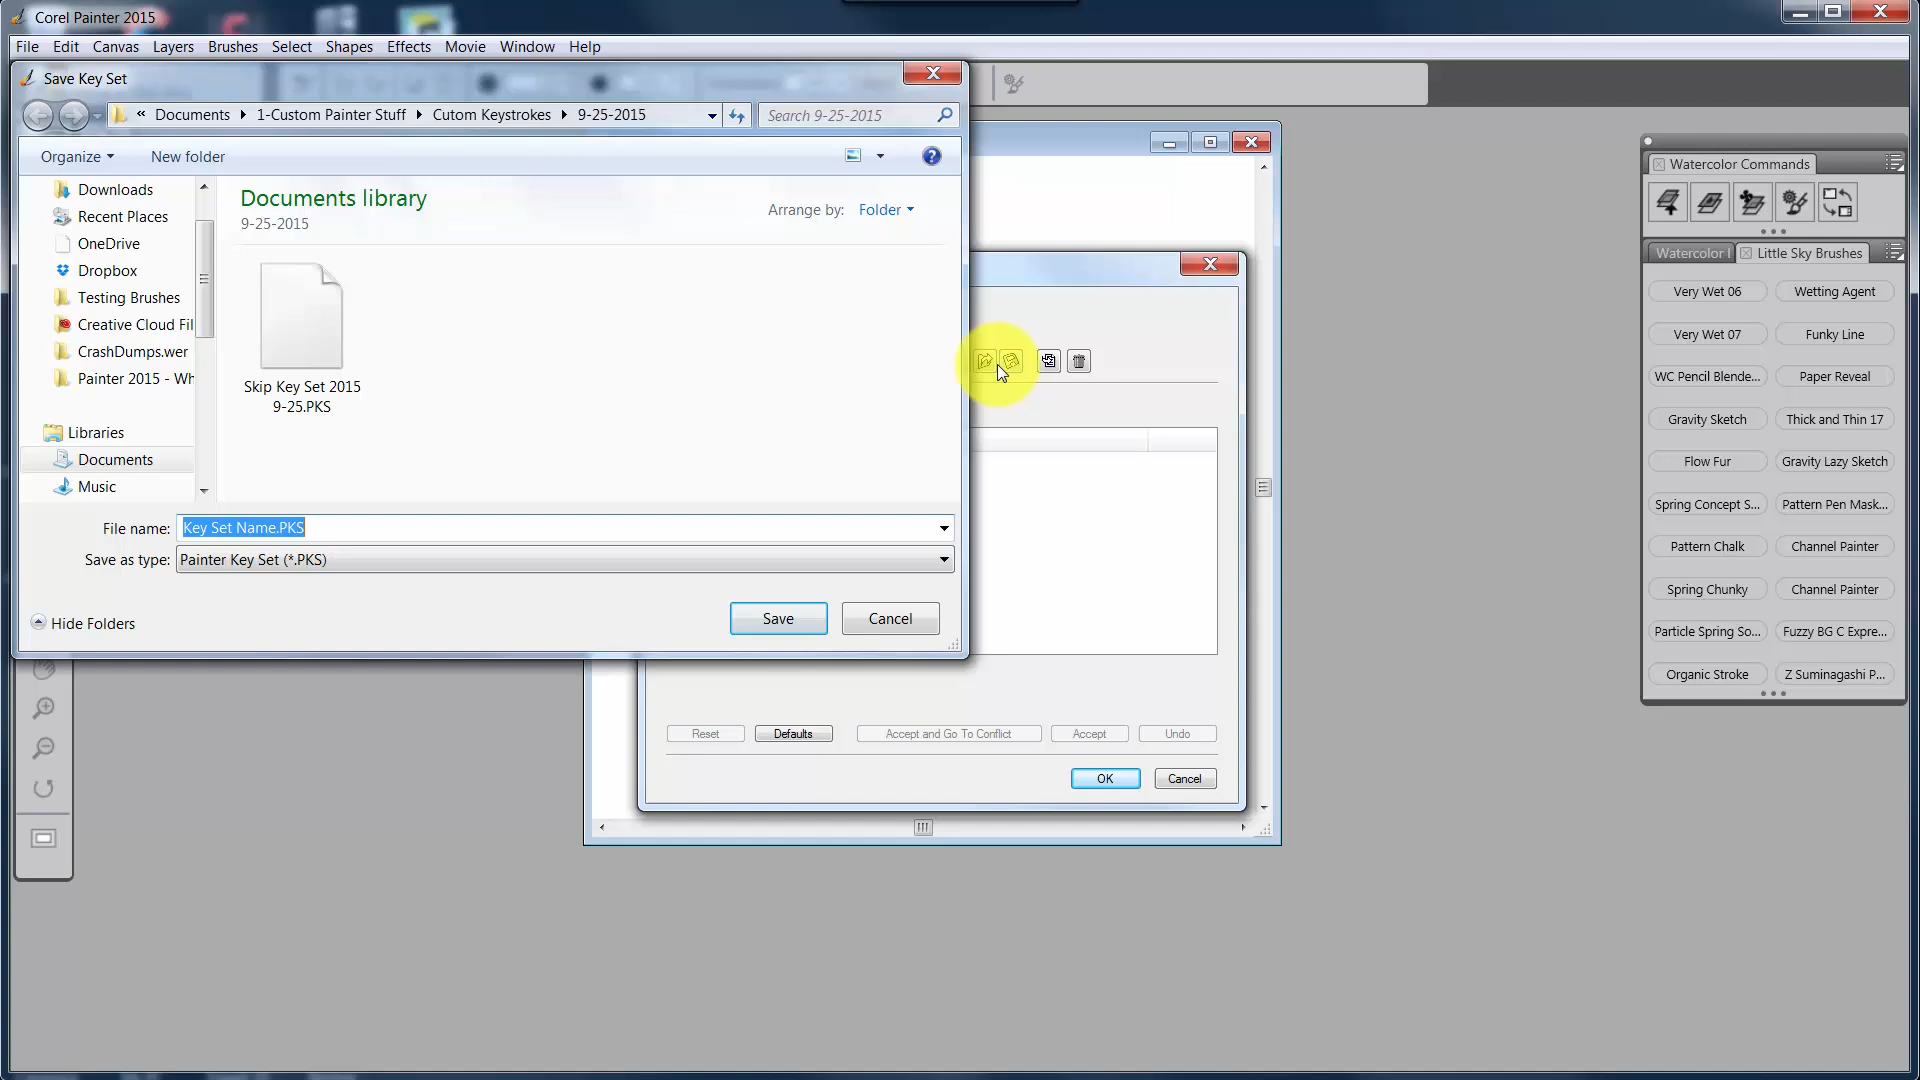 Corel Painter 2015
File Edit Canvas Layers Brushes Select Shapes Effects Movie Window Help
Save Key Set
« Documents 1-Custom Painter Stuff Cutom Keystrokes 9-25-2015
Search 9-25-2015
Organize New folder
Downloads
Recent Places
OneDrive
Dropbox
Testing Brushes
Creative Cloud Fil
CrashDumps.wer
Painter 2015 - Wh
Libraries
Documents
Music
Documents library
9-25-2015
Arrange by: Folder
Skip Key Set 2015
9-25.PKS
File name: Key Set Name.PKS
Save as type: Painter Key Set (*.PKS)
Hide Folders
Save Cancel
Reset Defaults Accept and Go To Conflict Accept Undo
OK Cancel
Watercolor Commands
Watercolor Little Sky Brushes
Very Wet 06 Wetting Agent
Very Wet 07 Funky Line
WC Pencil Blende... Paper Reveal
Gravity Sketch Thick and Thin 17
Flow Fur Gravity Lazy Sketch
Spring Concept S... Pattern Pen Mask...
Pattern Chalk Channel Painter
Spring Chunky Channel Painter
Particle Spring So... Fuzzy BG C Expre...
Organic Stroke Z Suminagashi P...